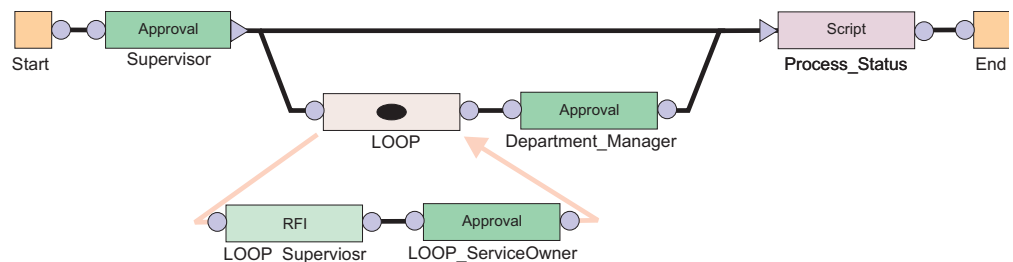 Approval
Script
Start
Supervisor
Process_Status
End
Approval
LOOP
Department_Manager
RFI
Approval
LOOP_Superviosr
LOOP_ServiceOwner